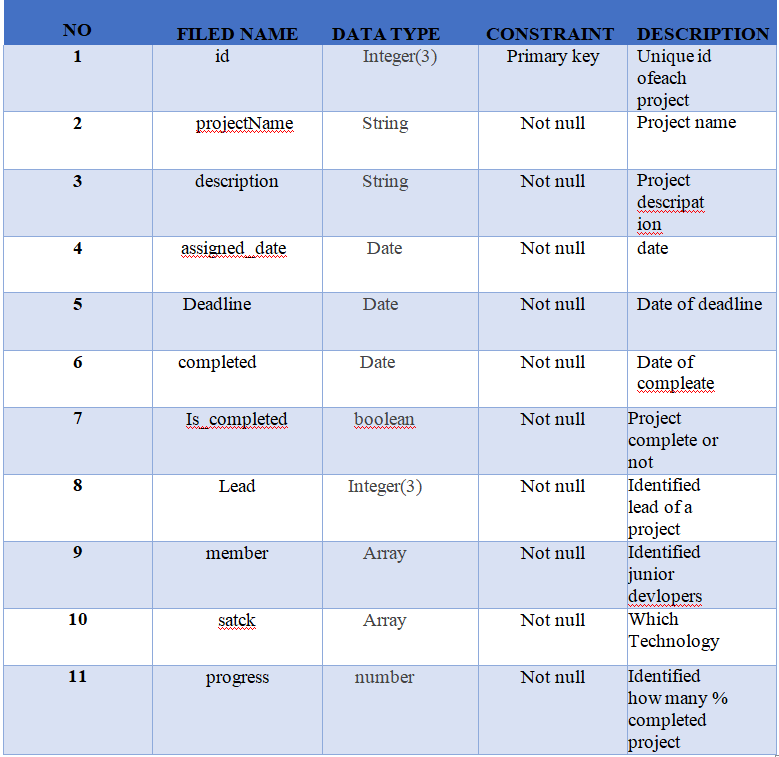 NO FILED NAME DATA TYPE CONSTRAINT DESCRIPTION
1 id Integer(3) Primary key Unique id
ofeach
project
2 projectName String Not null Project name
3 description String Not null Project
descripat
ion
4 assigned_date Date Not null date
5 Deadline Date Not null Date of deadline
6 completed Date Not null Date of
compleate
7 Is_completed boolean Not null Project
complete or
not
8 Lead Integer(3) Not null Identified
lead of a
project
9 member Array Not null Identified
junior
devlopers
10 satck Array Not null Which
Technology
11 progress number Not null Identified
how many %
completed
project